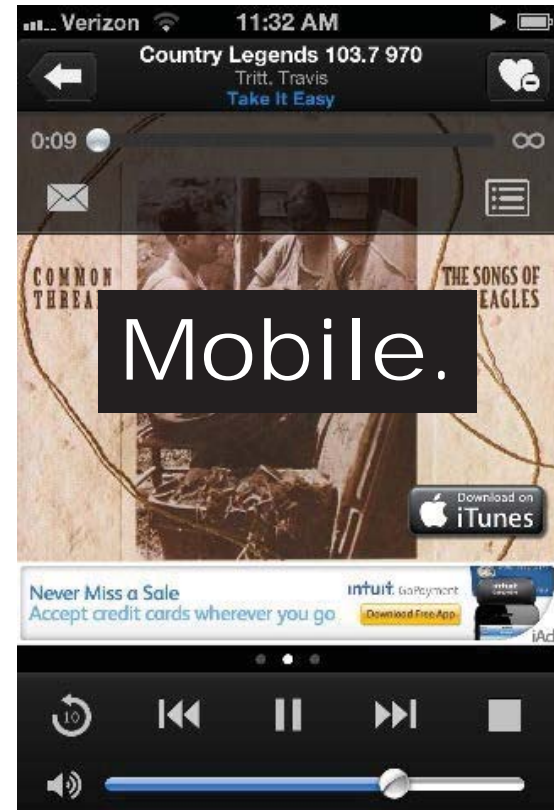 Verizon 11:32 AM
Country Legends 103.7 970
Tritt, Travis
Take It Easy
0:09
COMMON
THREA
THE SONGS OF
EAGLES
Mobile.
Download on
iTunes
Never Miss a Sale
Accept credit cards wherever you go
intuit GoPayment
Download Free App
iAd
10